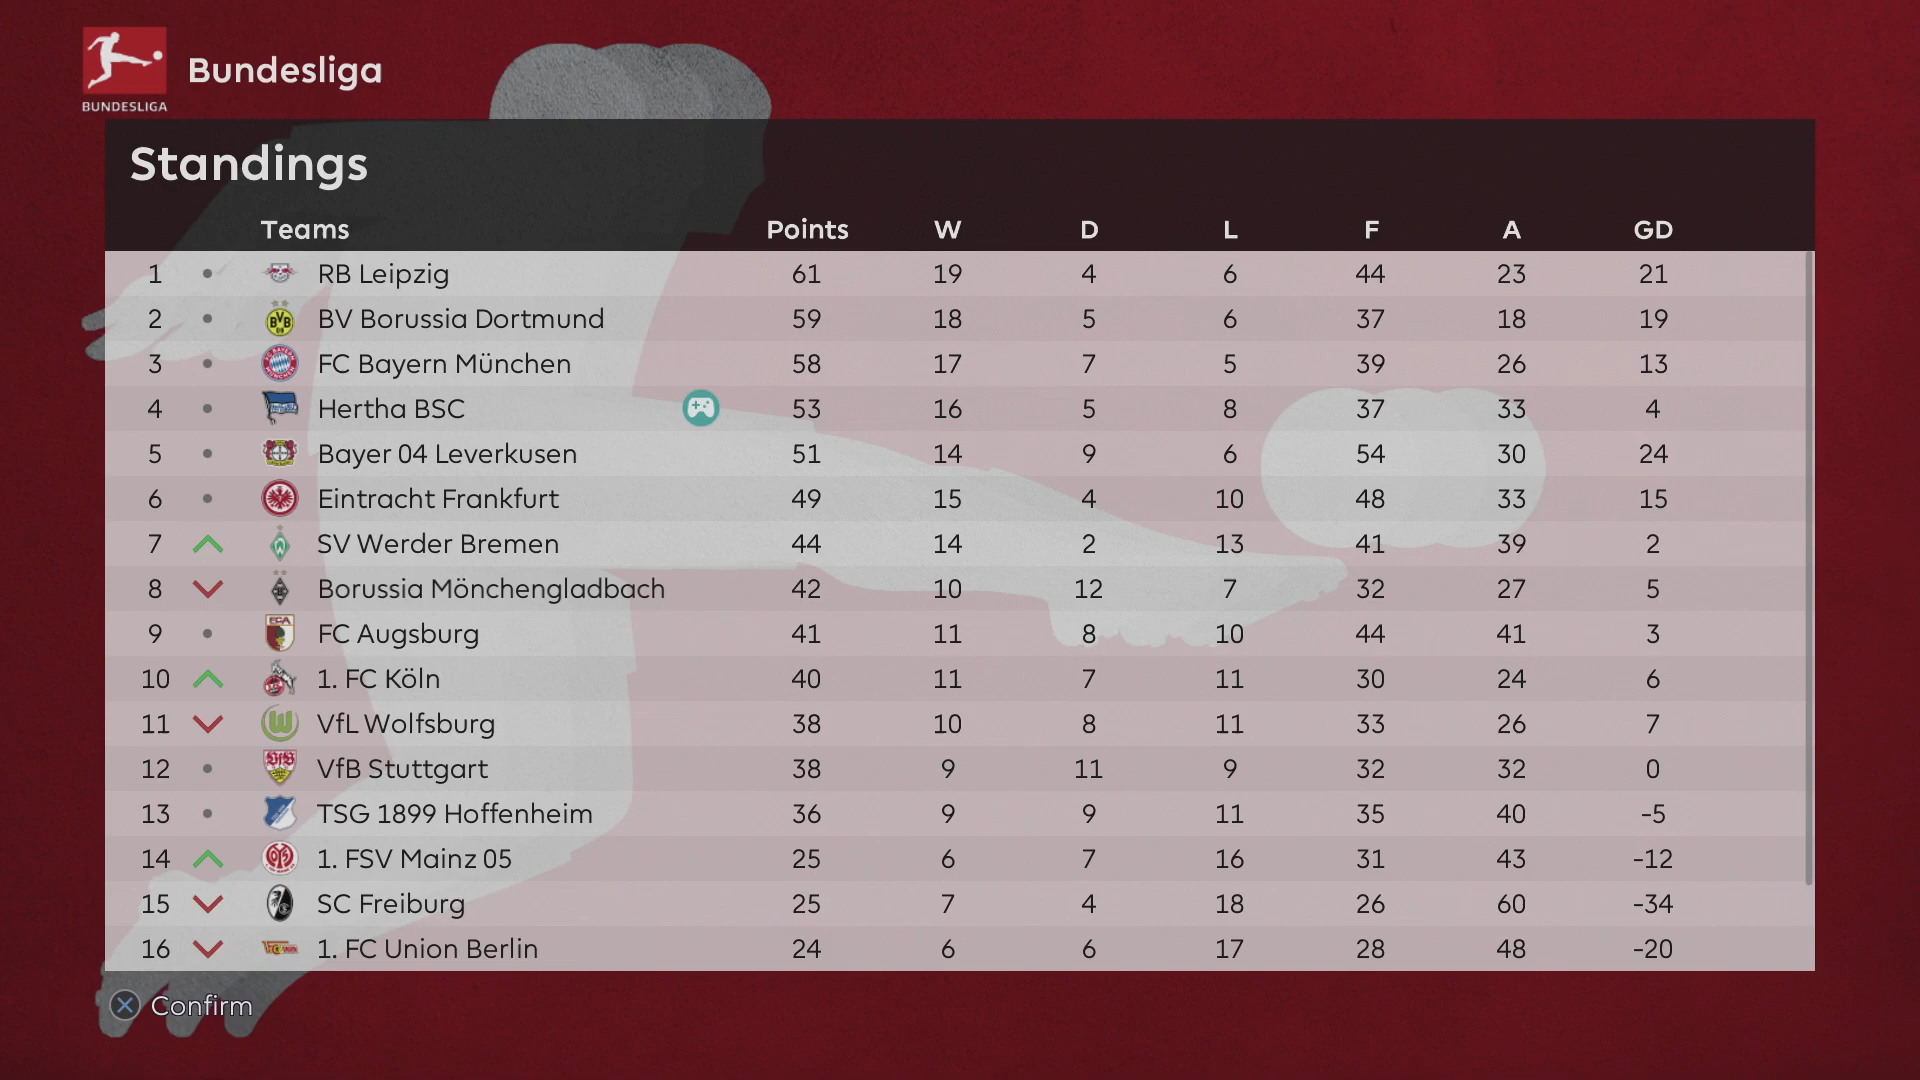 Bundesliga
BUNDESLIGA
Standings
Teams Points W D L F A GD
1 RB Leipzig 61 19 4 6 44 23 21
2 BV Borussia Dortmund 59 18 5 6 37 18 19
3 FC Bayern München 58 17 7 5 39 26 13
4 Hertha BSC 53 16 5 8 37 33 4
5 Bayer 04 Leverkusen 51 14 9 6 54 30 24
6 Eintracht Frankfurt 49 15 4 10 48 33 15
7 SV Werder Bremen 44 14 2 13 41 39 2
8 Borussia Mönchengladbach 42 10 12 7 32 27 5
9 FC Augsburg 41 11 8 10 44 41 3
10 1. FC Köln 40 11 7 11 30 24 6
11 VfL Wolfsburg 38 10 8 11 33 26 7
12 VfB Stuttgart 38 9 11 9 32 32 0
13 TSG 1899 Hoffenheim 36 9 9 11 35 40 -5
14 1. FSV Mainz 05 25 6 7 16 31 43 -12
15 SC Freiburg 25 7 4 18 26 60 -34
16 1. FC Union Berlin 24 6 6 17 28 48 -20
Confirm